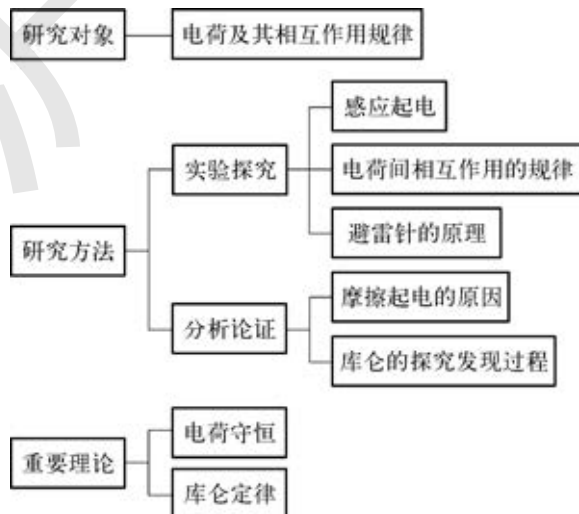 研究对象
电荷及其相互作用规律
研究方法
实验探究
感应起电
电荷间相互作用的规律
避雷针的原理
分析论证
摩擦起电的原因
库仑的探究发现过程
重要理论
电荷守恒
库仑定律